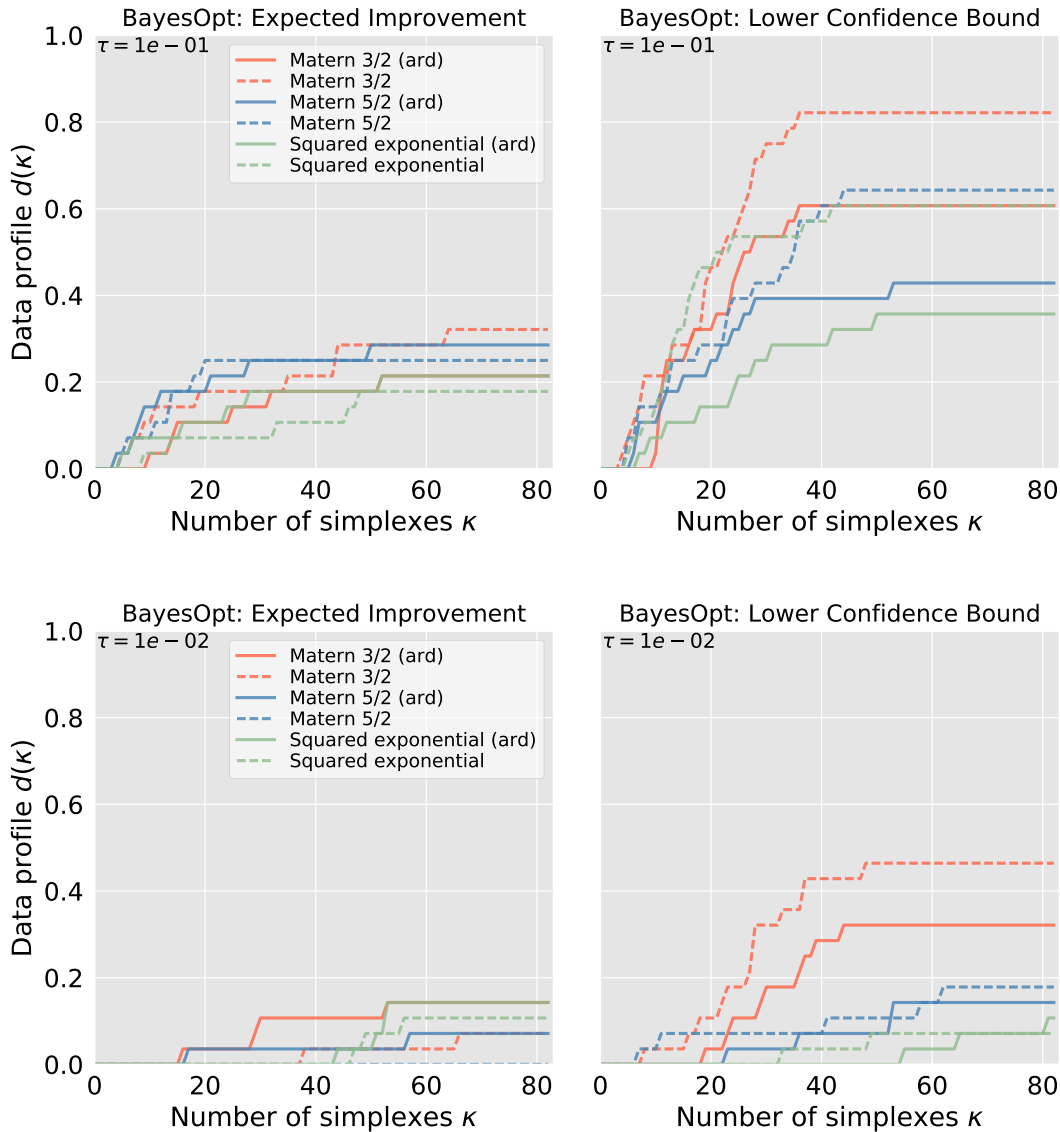 BayesOpt: Expected Improvement
BayesOpt: Lower Confidence Bound
1.0
0.8
0.6
0.4
0.2
0.0
Data profile d(κ)
τ = 1e − 01
Matern 3/2 (ard)
Matern 3/2
Matern 5/2 (ard)
Matern 5/2
Squared exponential (ard)
Squared exponential
τ = 1e − 01
0 20 40 60 80
0 20 40 60 80
Number of simplexes κ
Number of simplexes κ
BayesOpt: Expected Improvement
BayesOpt: Lower Confidence Bound
1.0
0.8
0.6
0.4
0.2
0.0
Data profile d(κ)
τ = 1e − 02
Matern 3/2 (ard)
Matern 3/2
Matern 5/2 (ard)
Matern 5/2
Squared exponential (ard)
Squared exponential
τ = 1e − 02
0 20 40 60 80
0 20 40 60 80
Number of simplexes κ
Number of simplexes κ